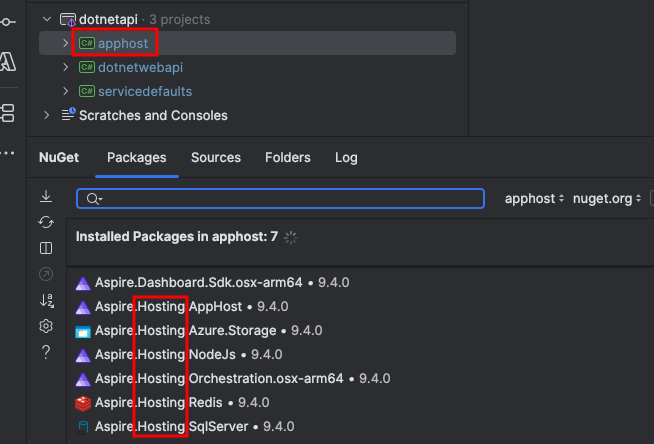 dotnetapi · 3 projects
C# apphost
C# dotnetwebapi
C# servicedefaults
Scratches and Consoles
NuGet Packages Sources Folders Log
apphost nuget.org
Installed Packages in apphost: 7
Aspire.Dashboard.Sdk.osx-arm64 • 9.4.0
Aspire.Hosting.AppHost • 9.4.0
Aspire.Hosting.Azure.Storage • 9.4.0
Aspire.Hosting.NodeJs • 9.4.0
Aspire.Hosting.Orchestration.osx-arm64 • 9.4.0
Aspire.Hosting.Redis • 9.4.0
Aspire.Hosting.SqlServer • 9.4.0